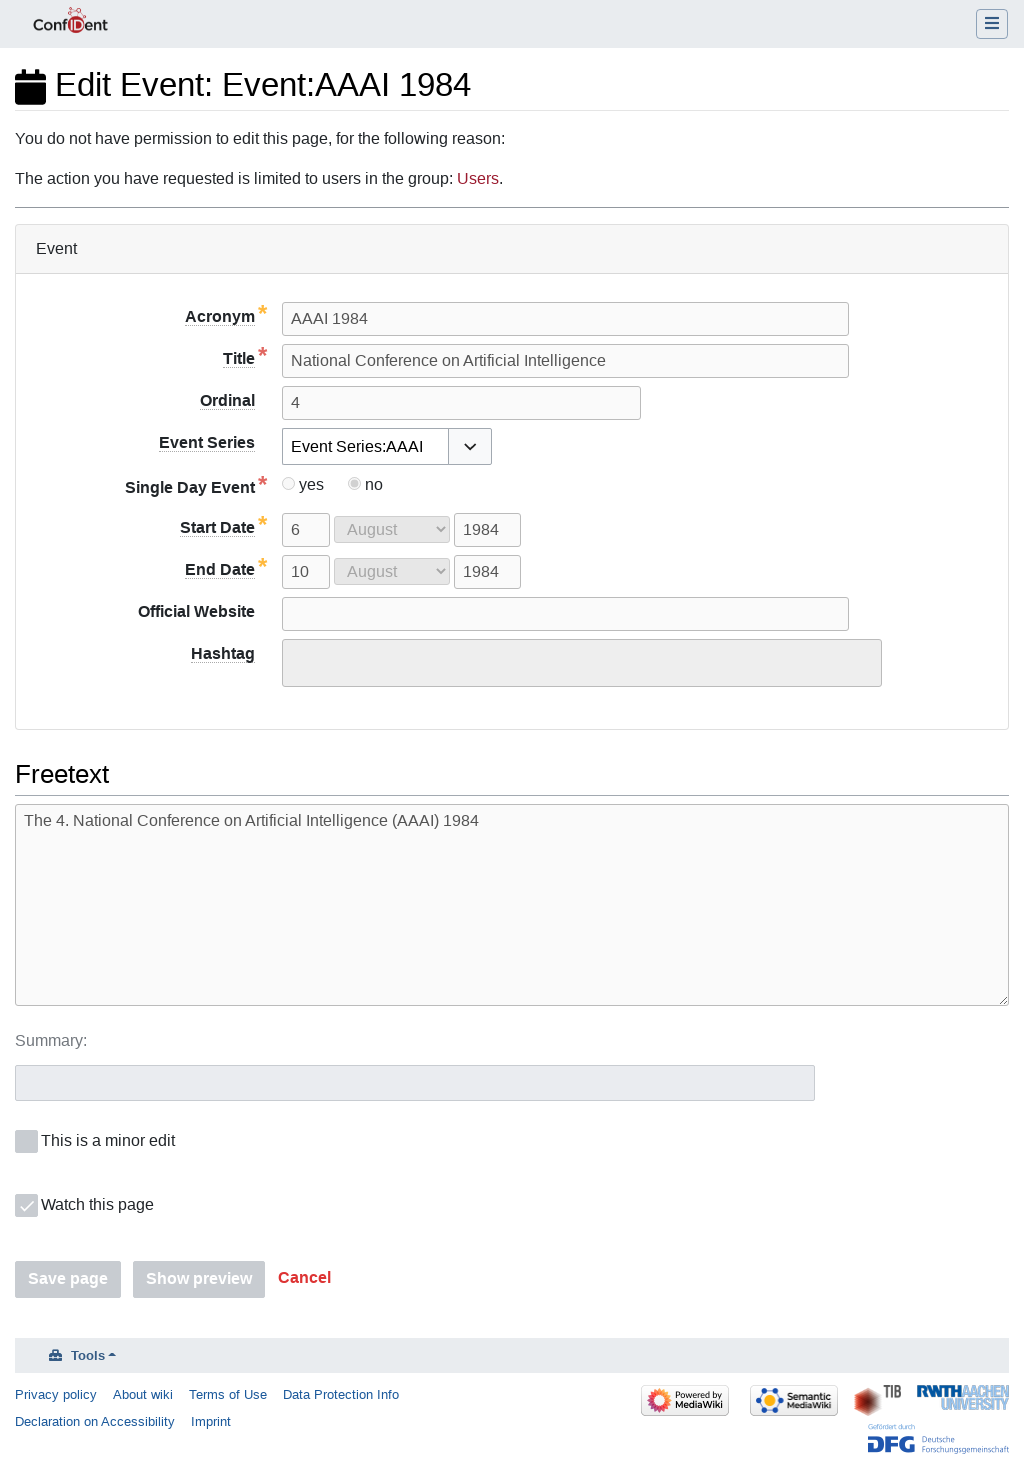 ConfIDent
Edit Event: Event:AAAI 1984
You do not have permission to edit this page, for the following reason:
The action you have requested is limited to users in the group: Users.
Event
Acronym* AAAI 1984
Title* National Conference on Artificial Intelligence
Ordinal 4
Event Series Event Series:AAAI
Single Day Event* yes no
Start Date* 6 August 1984
End Date* 10 August 1984
Official Website
Hashtag
Freetext
The 4. National Conference on Artificial Intelligence (AAAI) 1984
Summary:
This is a minor edit
Watch this page
Save page Show preview Cancel
Tools
Privacy policy About wiki Terms of Use Data Protection Info
Declaration on Accessibility Imprint
Powered by
MediaWiki
Semantic
MediaWiki
TIB
RWTH AACHEN
UNIVERSITY
Gefördert durch
DFG Deutsche
Forschungsgemeinschaft